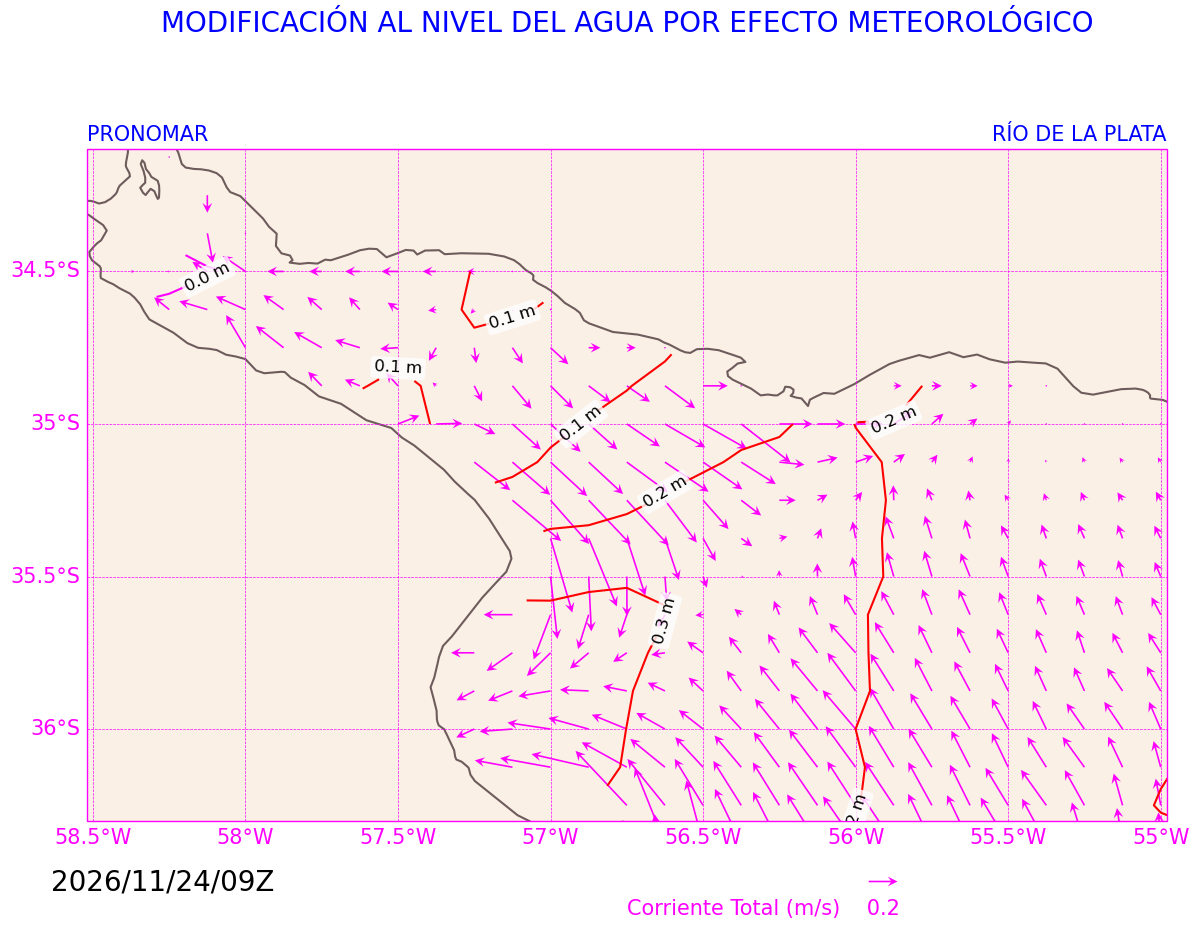 MODIFICACIÓN AL NIVEL DEL AGUA POR EFECTO METEOROLÓGICO
PRONOMAR RÍO DE LA PLATA
34.5°S
0.0 m
0.1 m
0.1 m
35°S
0.1 m
0.2 m
0.2 m
35.5°S
0.3 m
36°S
2 m
58.5°W 58°W 57.5°W 57°W 56.5°W 56°W 55.5°W 55°W
2026/11/24/09Z
Corriente Total (m/s) 0.2